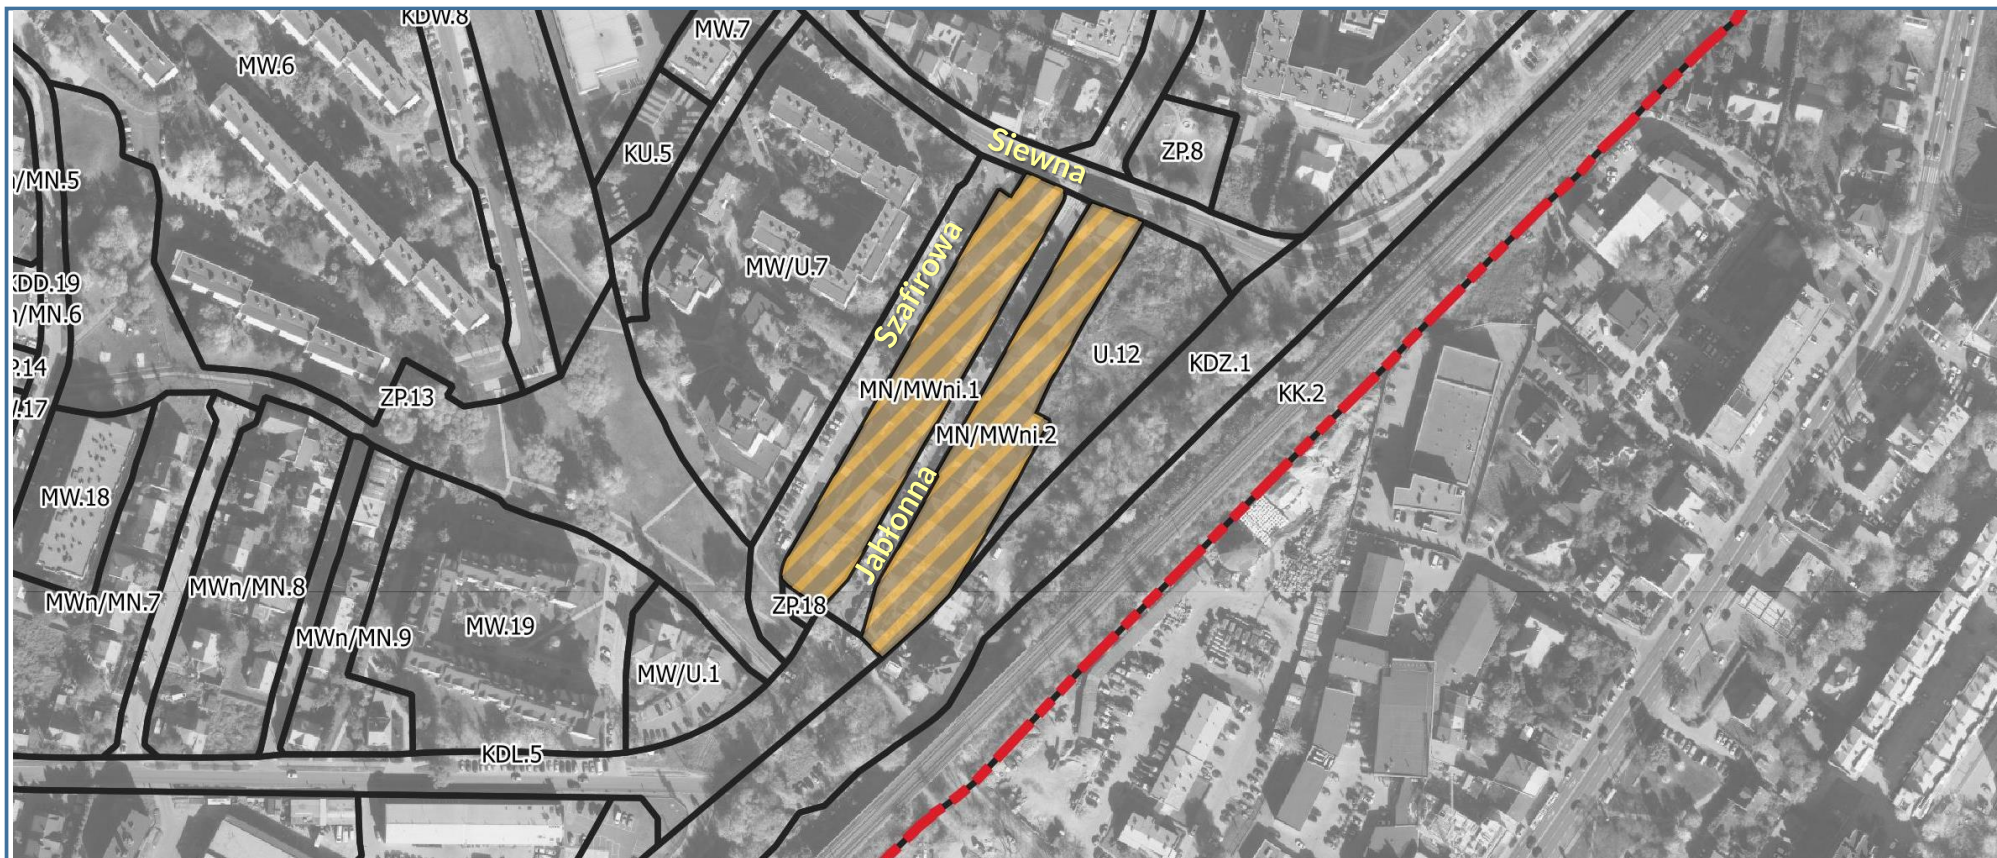 KDW.8
MW.7
MW.6
Siewna
KU.5
ZP.8
/MN.5
Szafirowa
MW/U.7
KDD.19
/MN.6
U.12
KDZ.1
.14
MN/MWni.1
KK.2
ZP.13
.17
MN/MWni.2
MW.18
Jabłonna
MWn/MN.8
MWn/MN.7
ZP.18
MW.19
MWn/MN.9
MW/U.1
KDL.5